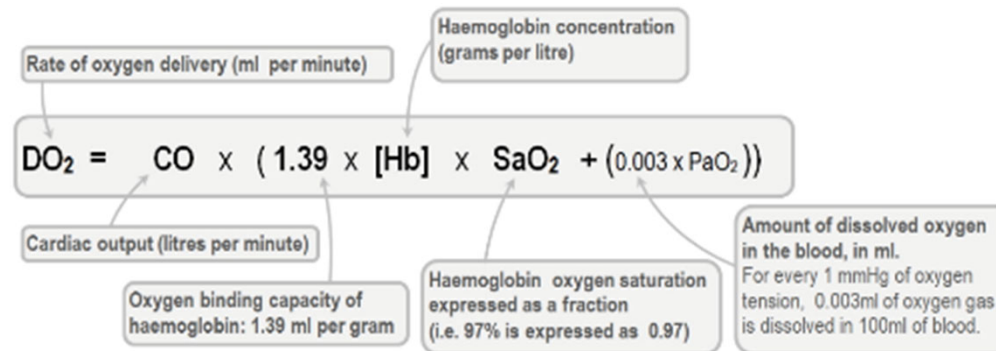 Haemoglobin concentration
(grams per litre)
Rate of oxygen delivery (ml per minute)
DO₂ = CO x ( 1.39 x [Hb] x SaO₂ + (0.003 x PaO₂ ))
Cardiac output (litres per minute)
Oxygen binding capacity of
haemoglobin: 1.39 ml per gram
Haemoglobin oxygen saturation
expressed as a fraction
(i.e. 97% is expressed as 0.97)
Amount of dissolved oxygen
in the blood, in ml.
For every 1 mmHg of oxygen
tension, 0.003ml of oxygen gas
is dissolved in 100ml of blood.